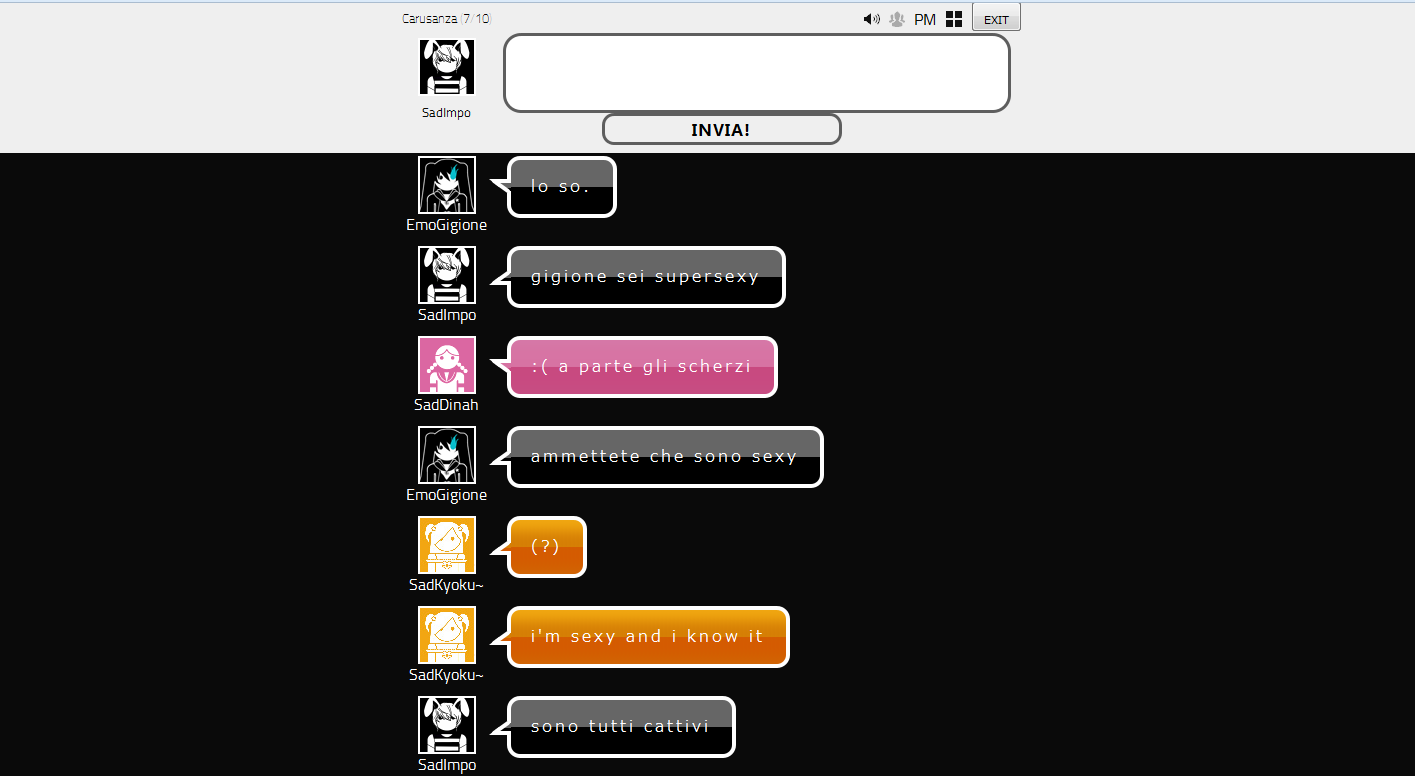 Carusanza (7/10)
PM
EXIT
SadImpo
INVIA!
lo so.
EmoGigione
gigione sei supersexy
SadImpo
:( a parte gli scherzi
SadDinah
ammettete che sono sexy
EmoGigione
(?)
SadKyoku~
i'm sexy and i know it
SadKyoku~
sono tutti cattivi
SadImpo